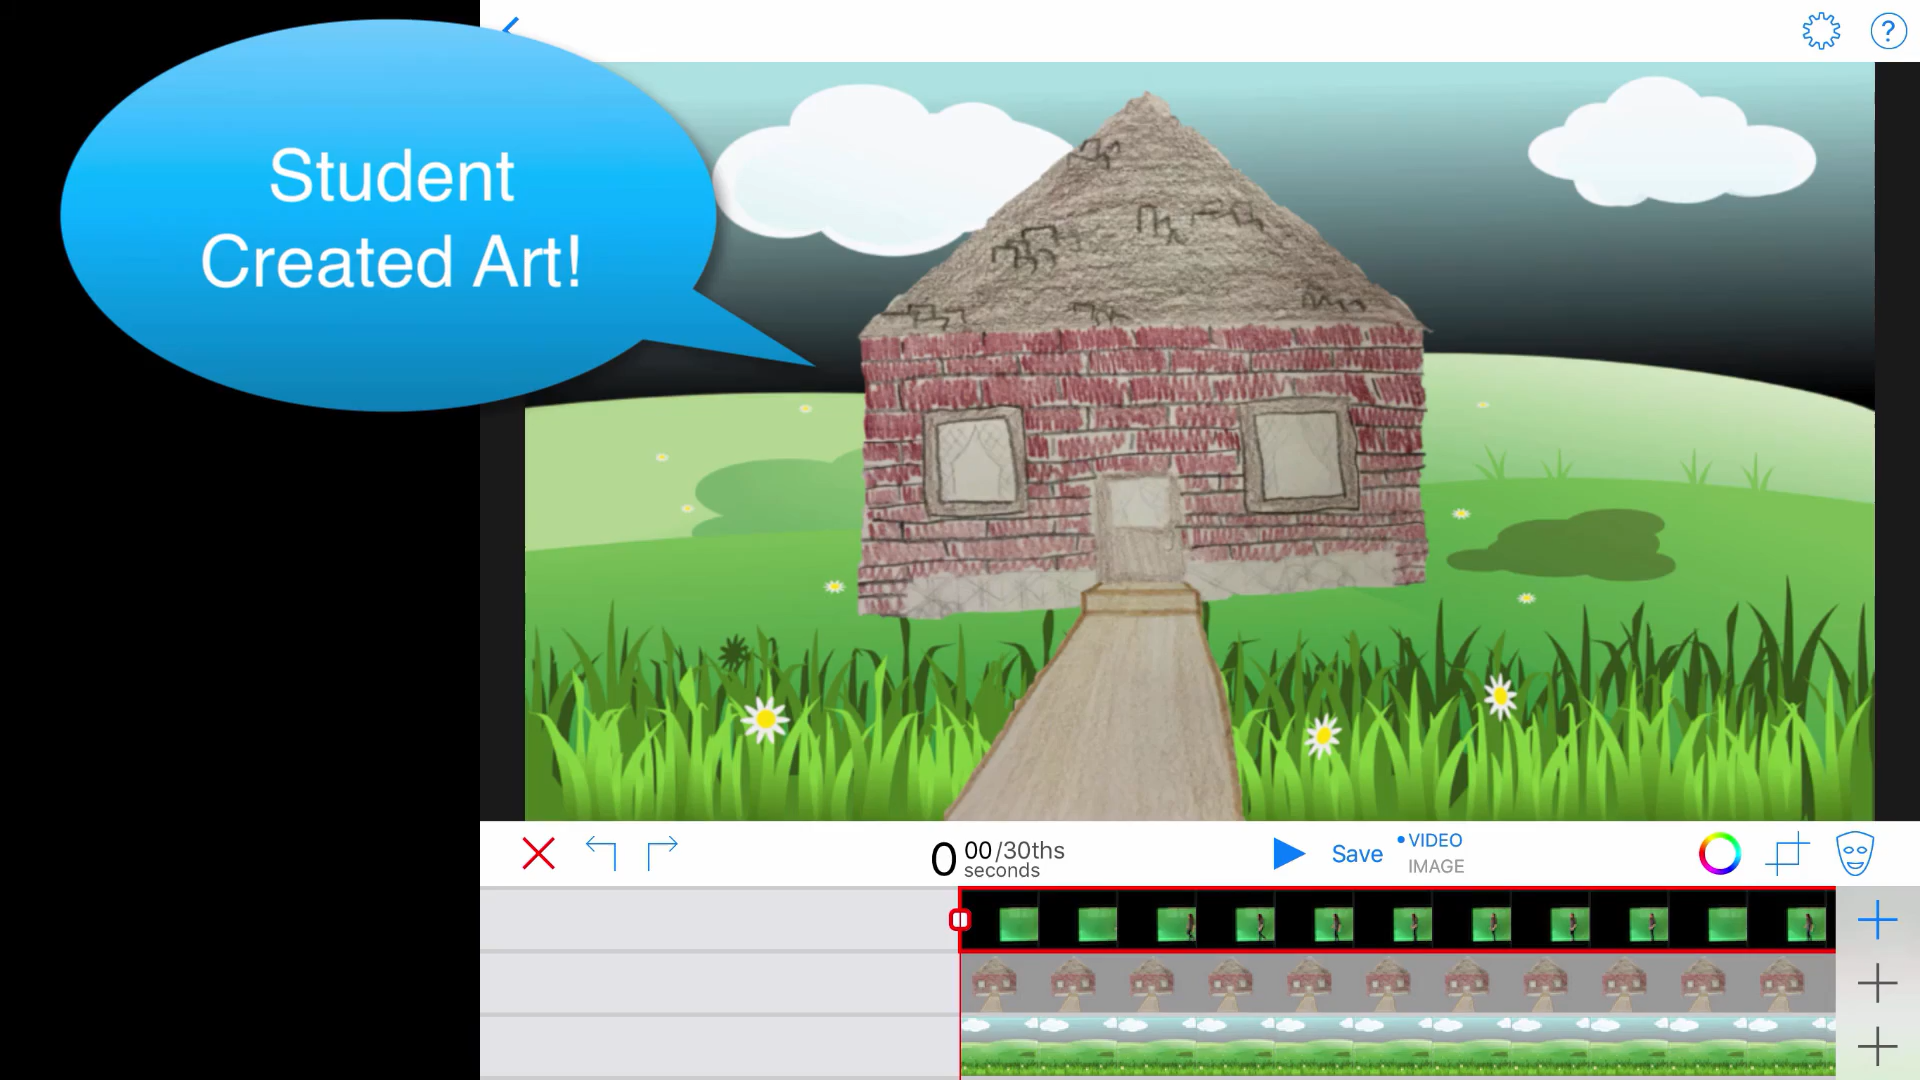 Student
Created Art!
?
0 00/30ths
seconds
Save
VIDEO
IMAGE